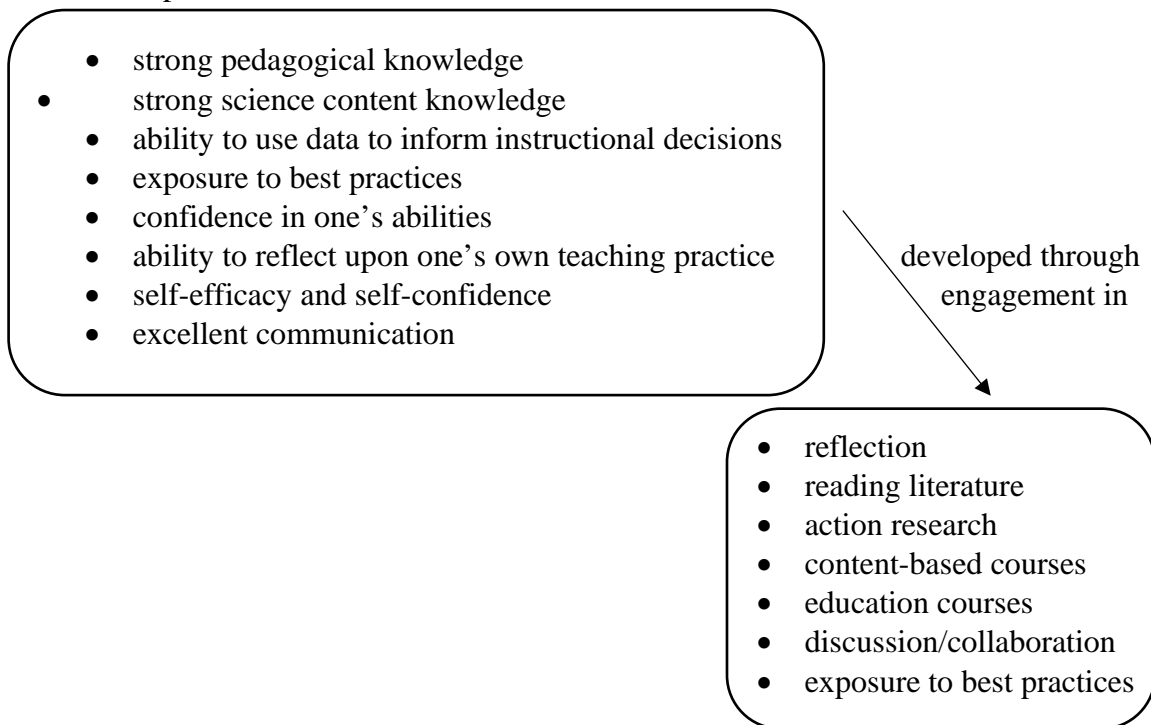 • strong pedagogical knowledge
• strong science content knowledge
• ability to use data to inform instructional decisions
• exposure to best practices
• confidence in one’s abilities
• ability to reflect upon one’s own teaching practice
• self-efficacy and self-confidence
• excellent communication
developed through
engagement in
• reflection
• reading literature
• action research
• content-based courses
• education courses
• discussion/collaboration
• exposure to best practices